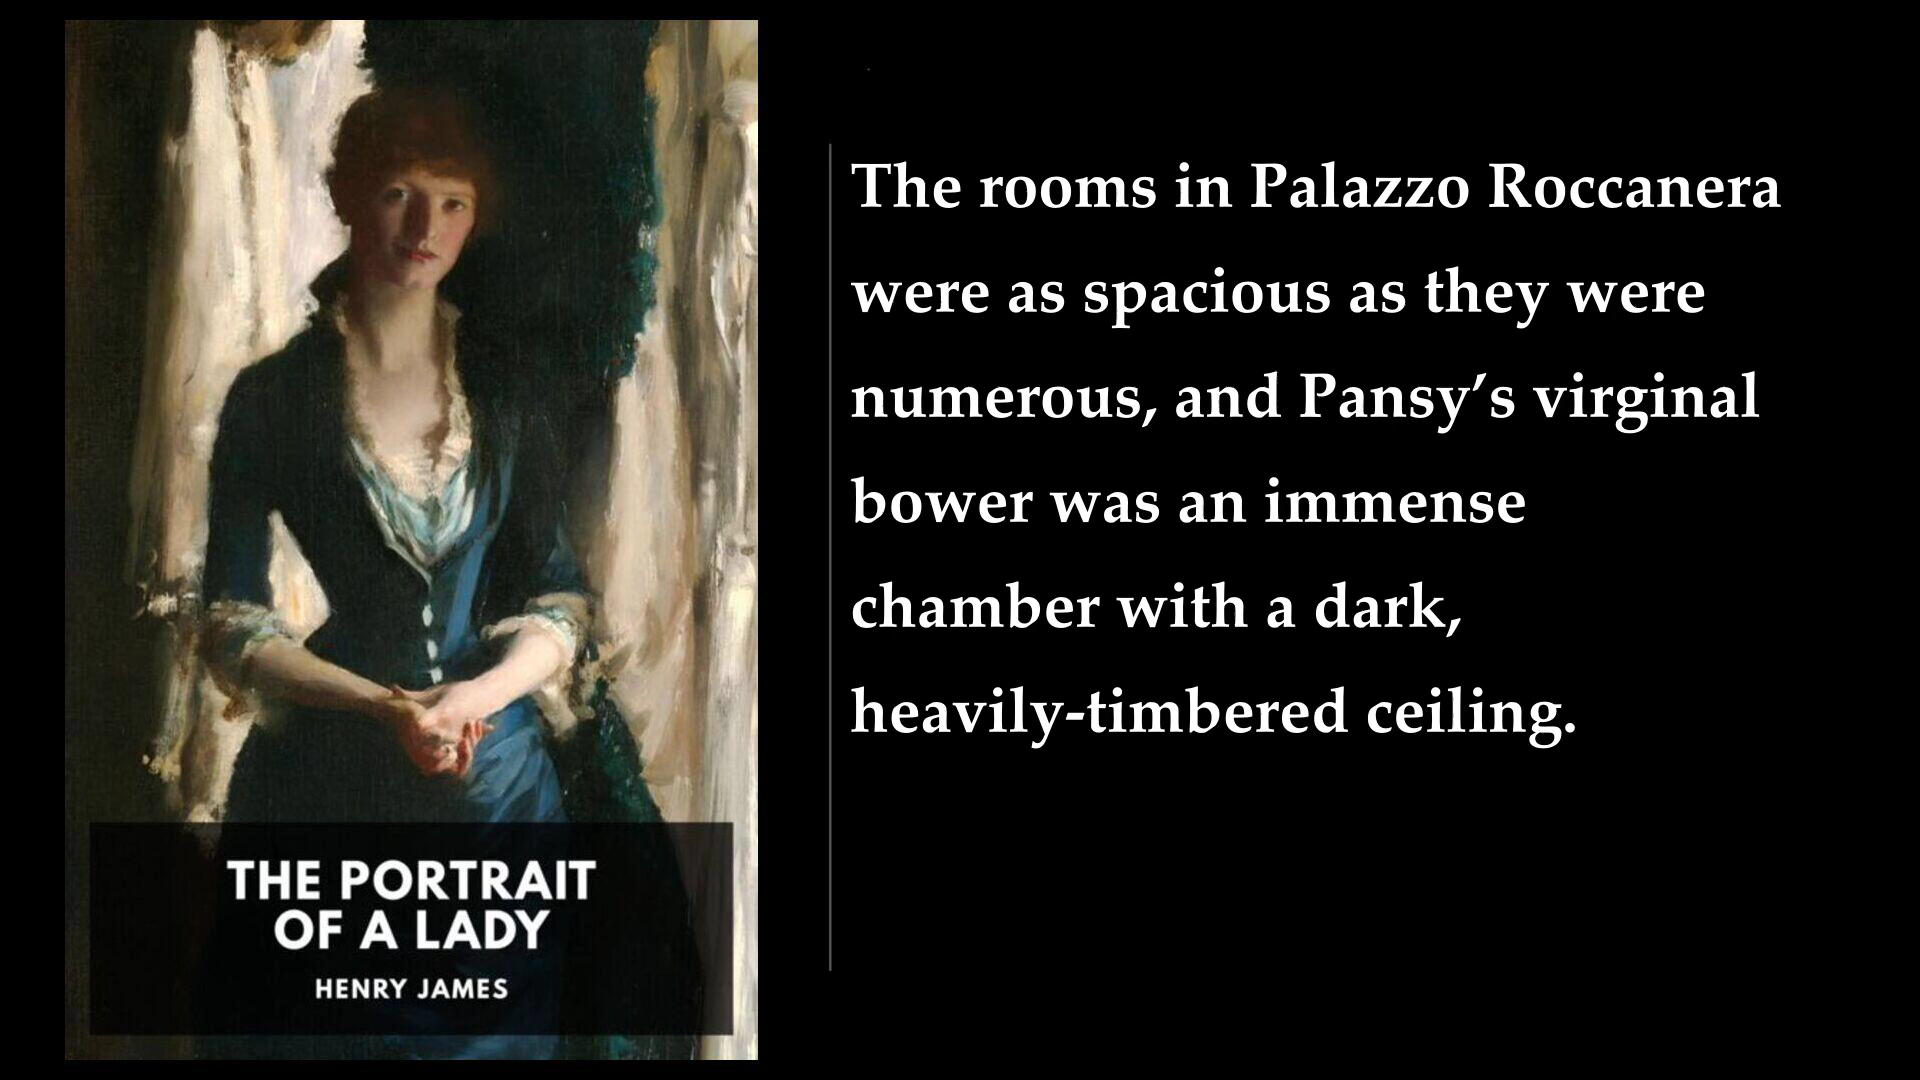 The rooms in Palazzo Roccanera
were as spacious as they were
numerous, and Pansy’s virginal
bower was an immense
chamber with a dark,
heavily-timbered ceiling.
THE PORTRAIT
OF A LADY
HENRY JAMES